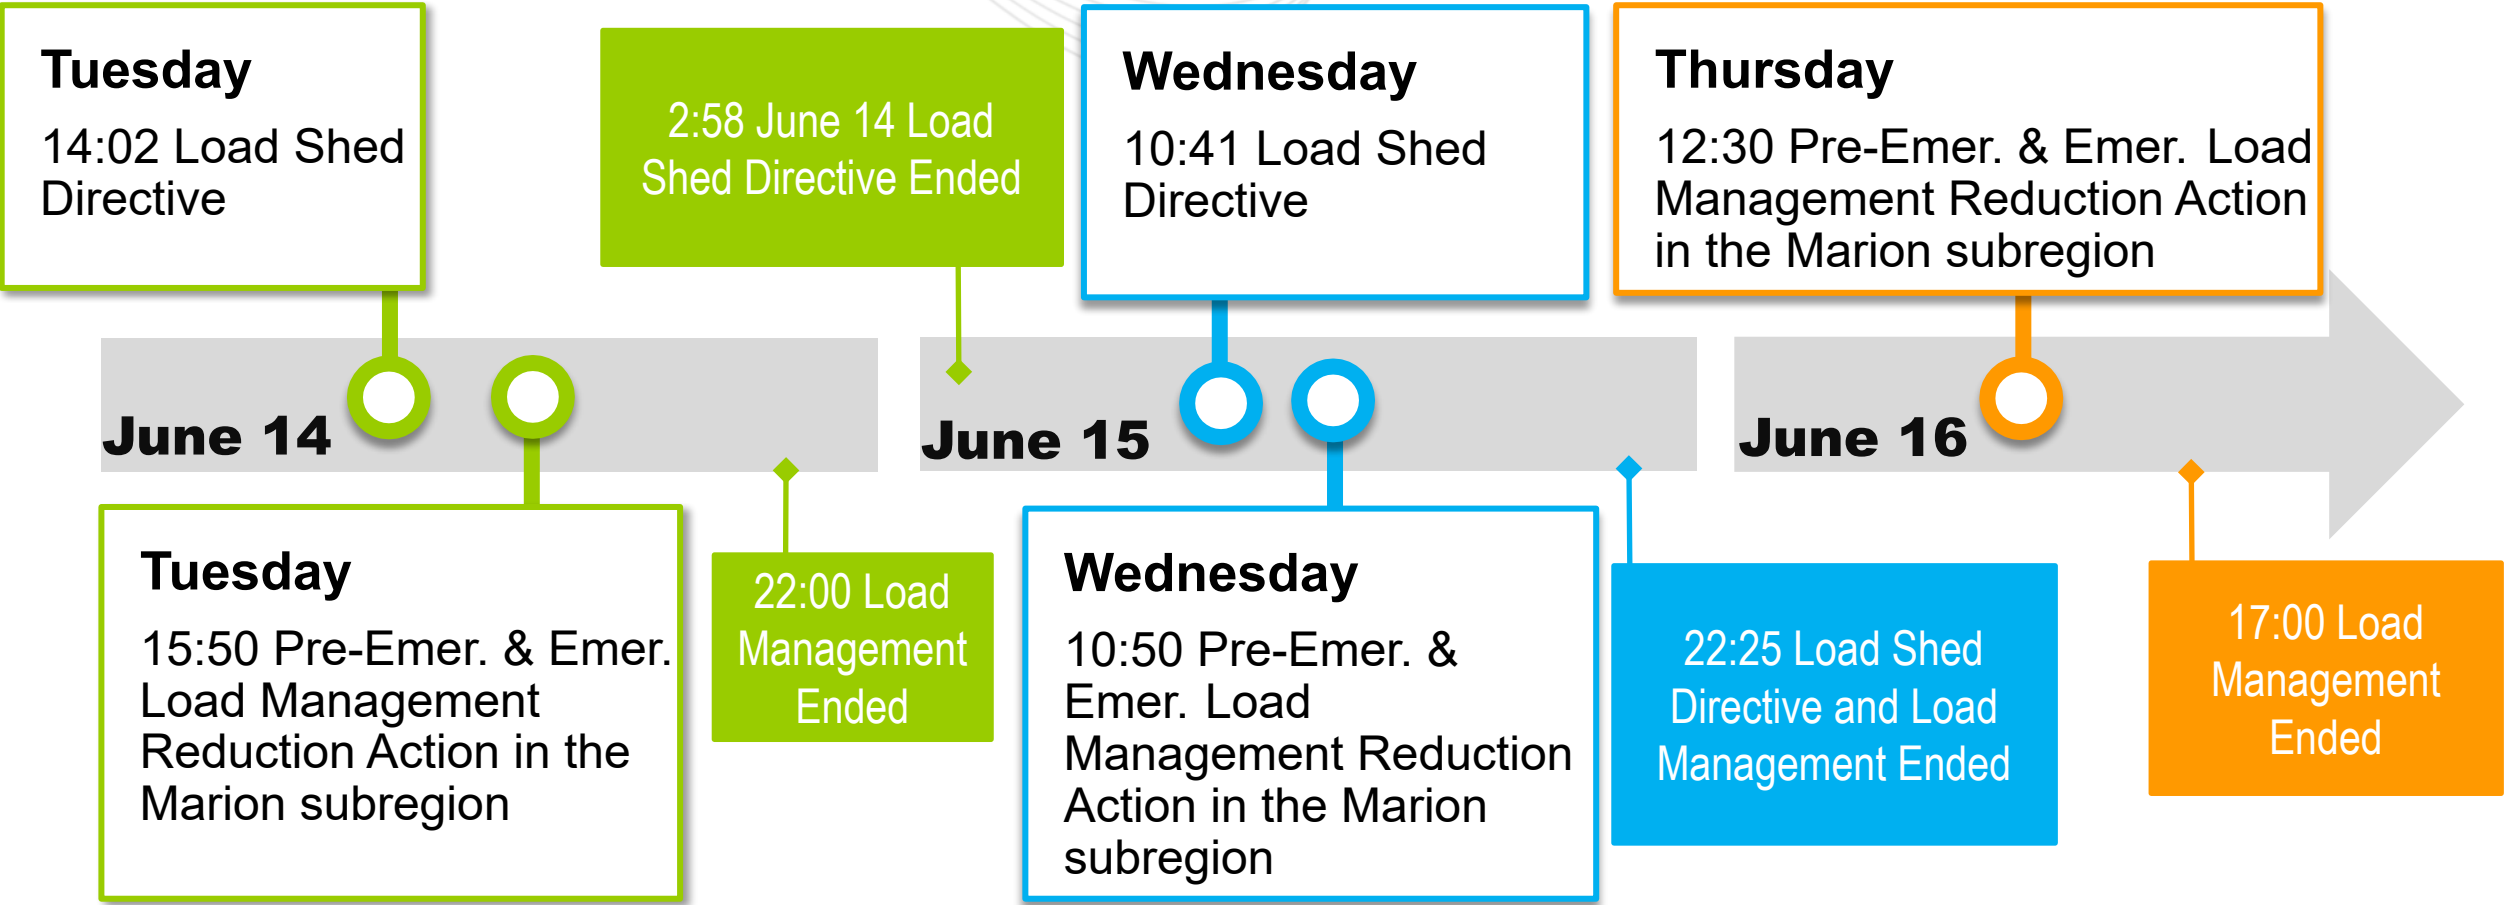 Tuesday
14:02 Load Shed
Directive
2:58 June 14 Load
Shed Directive Ended
Wednesday
10:41 Load Shed
Directive
Thursday
12:30 Pre-Emer. & Emer. Load
Management Reduction Action
in the Marion subregion
June 14
June 15
June 16
Tuesday
15:50 Pre-Emer. & Emer.
Load Management
Reduction Action in the
Marion subregion
22:00 Load
Management
Ended
Wednesday
10:50 Pre-Emer. &
Emer. Load
Management Reduction
Action in the Marion
subregion
22:25 Load Shed
Directive and Load
Management Ended
17:00 Load
Management
Ended